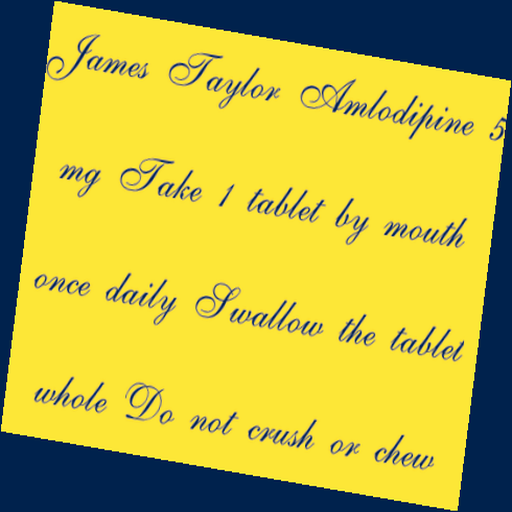 James Taylor Amlodipine 5
mg Take 1 tablet by mouth
once daily Swallow the tablet
whole Do not crush or chew